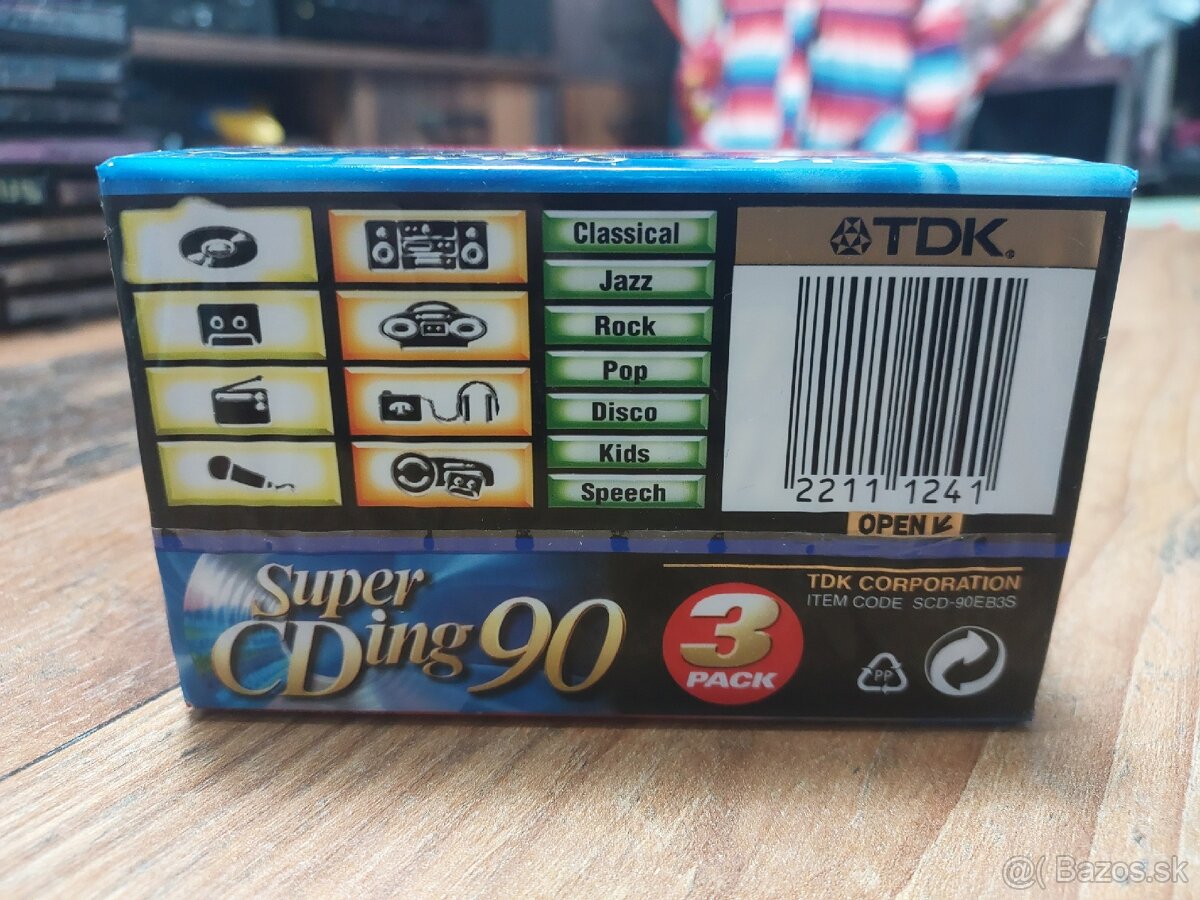 Classical
Jazz
Rock
Pop
Disco
Kids
Speech
TDK
2211 1241
OPEN
Super
CDing 90
3
PACK
TDK CORPORATION
ITEM CODE SCD-90EB3S
PP
@( Bazos.sk